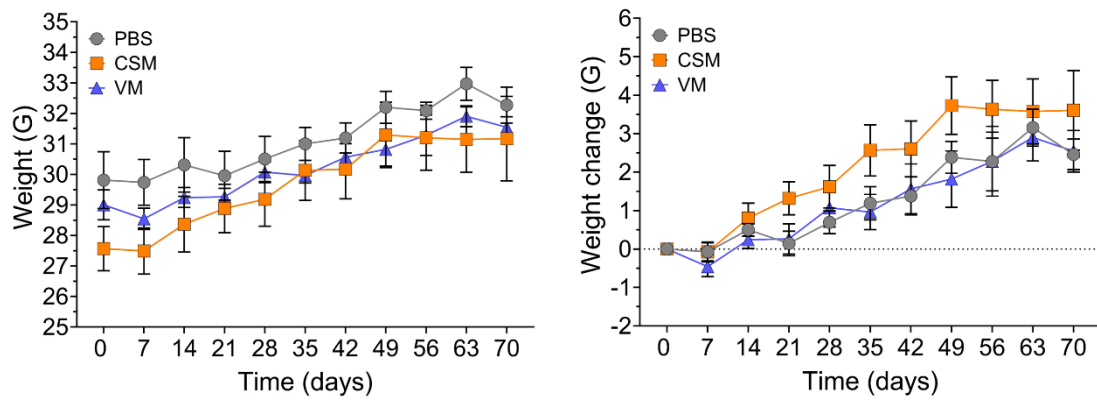 Weight (G)
35
34
33
32
31
30
29
28
27
26
25
PBS
CSM
VM
0 7 14 21 28 35 42 49 56 63 70
Time (days)
Weight change (G)
6
5
4
3
2
1
0
-1
-2
PBS
CSM
VM
0 7 14 21 28 35 42 49 56 63 70
Time (days)